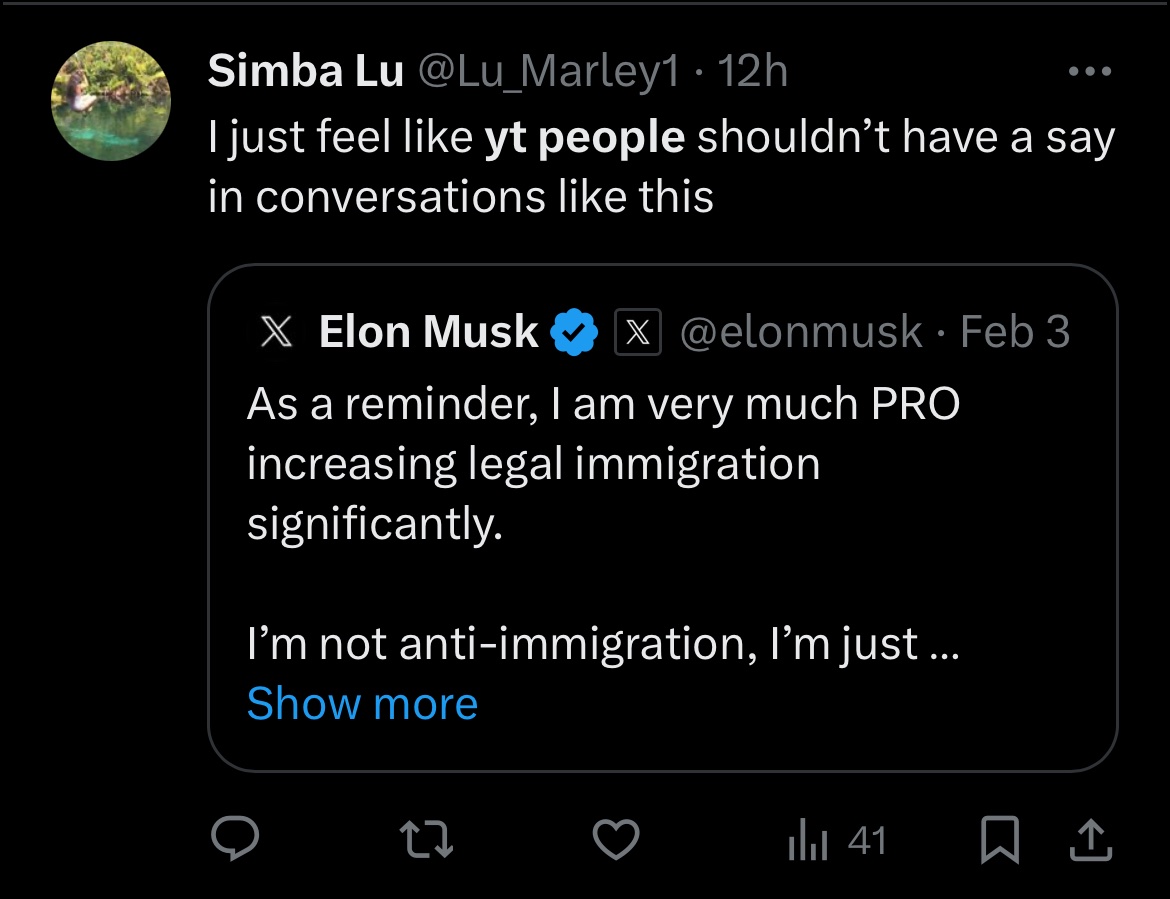 Simba Lu @Lu_Marley1 · 12h
I just feel like yt people shouldn’t have a say
in conversations like this
Elon Musk @elonmusk · Feb 3
As a reminder, I am very much PRO
increasing legal immigration
significantly.
I’m not anti-immigration, I’m just ...
Show more
41